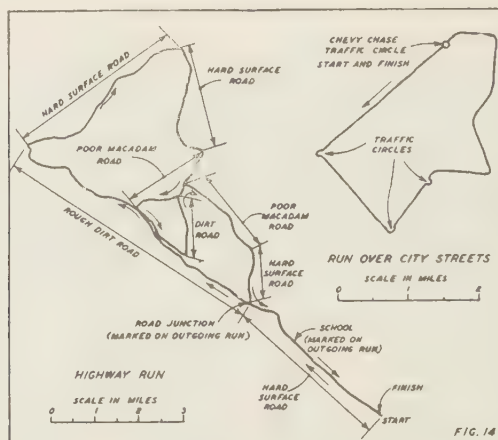 HARD SURFACE ROAD
HARD SURFACE
ROAD
POOR MACADAM
ROAD
DIRT
ROAD
POOR
MACADAM
ROAD
ROUGH DIRT ROAD
HARD
SURFACE
ROAD
ROAD JUNCTION
(MARKED ON OUTGOING RUN)
SCHOOL
(MARKED ON
OUTGOING RUN)
HARD
SURFACE
ROAD
FINISH
START
HIGHWAY RUN
SCALE IN MILES
0 1 2 3
CHEVY CHASE
TRAFFIC CIRCLE
START AND FINISH
TRAFFIC
CIRCLES
RUN OVER CITY STREETS
SCALE IN MILES
0 1 2
FIG. 14